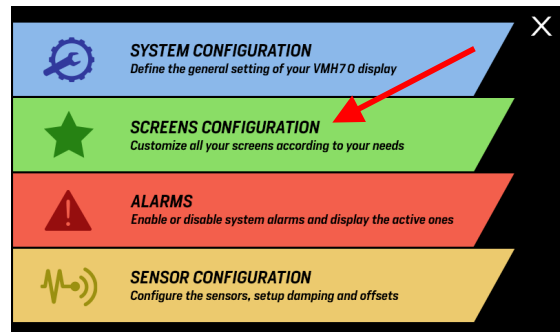 X
SYSTEM CONFIGURATION
Define the general setting of your VMH70 display
SCREENS CONFIGURATION
Customize all your screens according to your needs
ALARMS
Enable or disable system alarms and display the active ones
SENSOR CONFIGURATION
Configure the sensors, setup damping and offsets